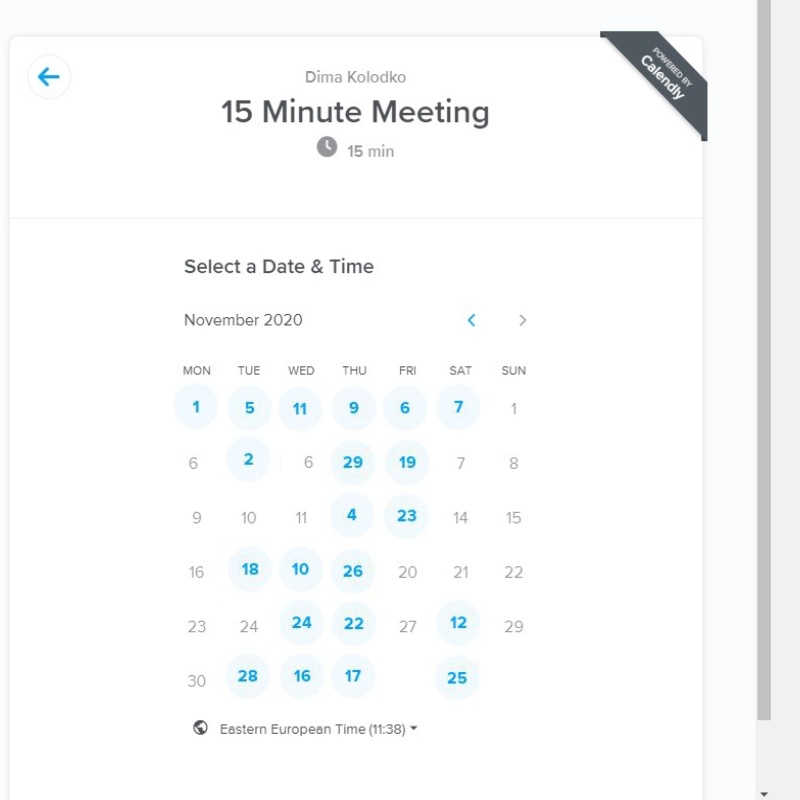 POWERED BY
Calendly
Dima Kolodko
15 Minute Meeting
15 min
Select a Date & Time
November 2020
MON TUE WED THU FRI SAT SUN
1 5 11 9 6 7 1
6 2 6 29 19 7 8
9 10 11 4 23 14 15
16 18 10 26 20 21 22
23 24 24 22 27 12 29
30 28 16 17 25
Eastern European Time (11:38)